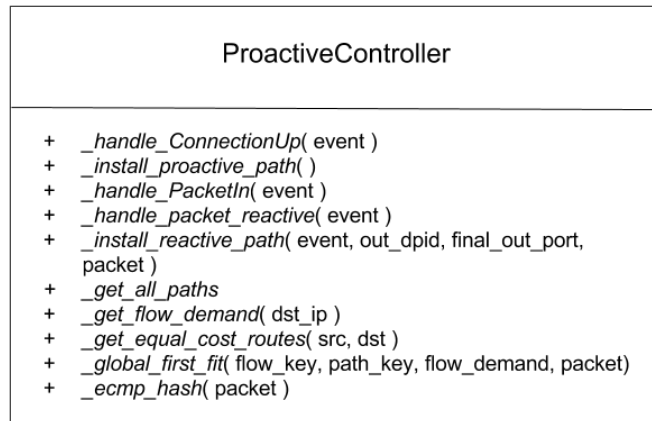 ProactiveController
+ _handle_ConnectionUp( event )
+ _install_proactive_path( )
+ _handle_PacketIn( event )
+ _handle_packet_reactive( event )
+ _install_reactive_path( event, out_dpid, final_out_port,
packet )
+ _get_all_paths
+ _get_flow_demand( dst_ip )
+ _get_equal_cost_routes( src, dst )
+ _global_first_fit( flow_key, path_key, flow_demand, packet)
+ _ecmp_hash( packet )